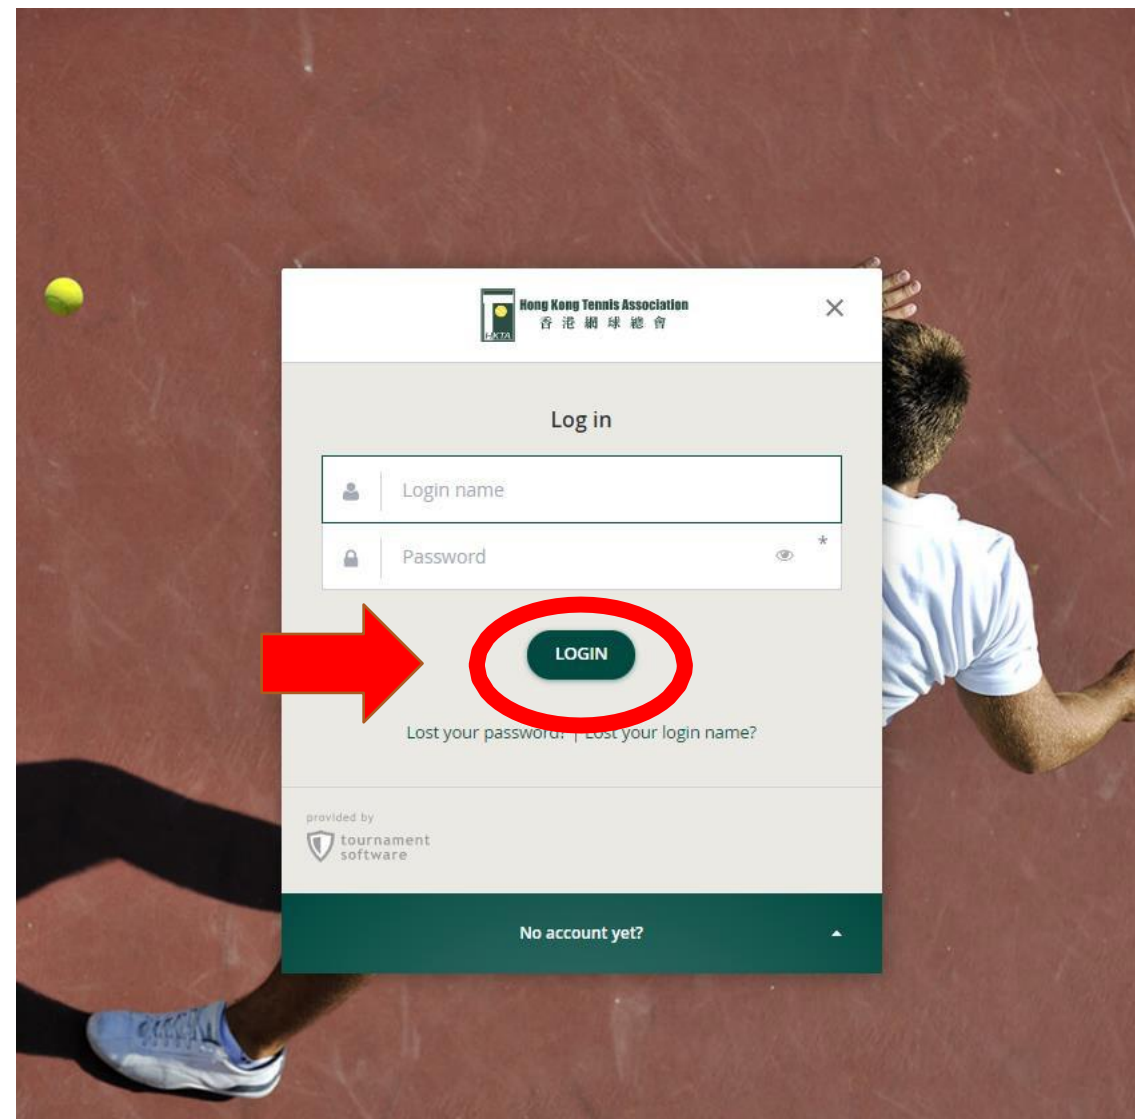 Hong Kong Tennis Association
香港網球總會
HKTA
Log in
Login name
Password *
LOGIN
Lost your password? | Lost your login name?
provided by
tournament
software
No account yet?